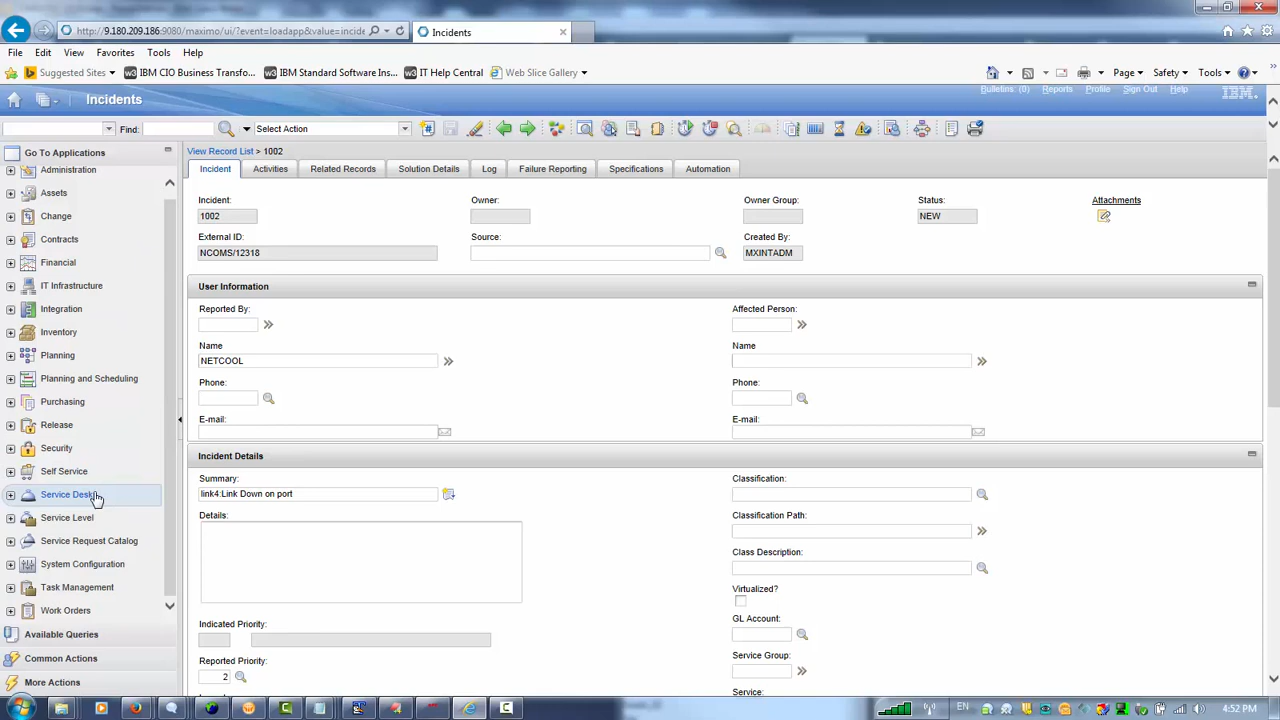 http://9.180.209.186:9080/maximo/ui/?event=loadapp&value=incide
Incidents
File Edit View Favorites Tools Help
Suggested Sites
IBM CIO Business Transfo...
IBM Standard Software Ins...
IT Help Central
Web Slice Gallery
Page
Safety
Tools
Incidents
Bulletins (0) Reports Profile Sign Out Help
IBM
Find:
Select Action
Go To Applications
Administration
Assets
Change
Contracts
Financial
IT Infrastructure
Integration
Inventory
Planning
Planning and Scheduling
Purchasing
Release
Security
Self Service
Service Desk
Service Level
Service Request Catalog
System Configuration
Task Management
Work Orders
Available Queries
Common Actions
More Actions
View Record List > 1002
Incident Activities Related Records Solution Details Log Failure Reporting Specifications Automation
Incident: Owner: Owner Group: Status: Attachments
1002 NEW
External ID: Source: Created By:
NCOMS/12318 MXINTADM
User Information
Reported By: Affected Person:
Name Name
NETCOOL
Phone: Phone:
E-mail: E-mail:
Incident Details
Summary: Classification:
link4:Link Down on port
Details: Classification Path:
Class Description:
Virtualized?
Indicated Priority: GL Account:
Reported Priority: Service Group:
2
Service:
EN
4:52 PM